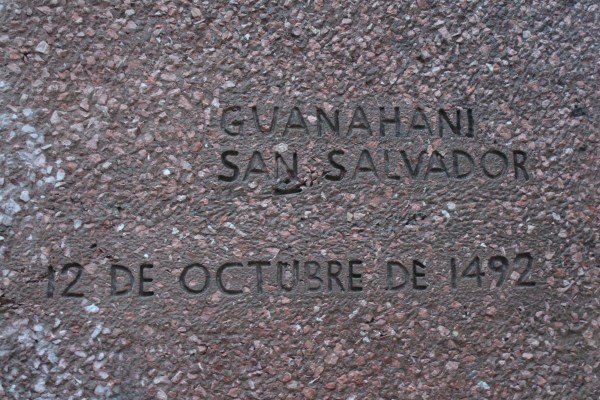 GUANAHANI
SAN SALVADOR
12 DE OCTUBRE DE 1492